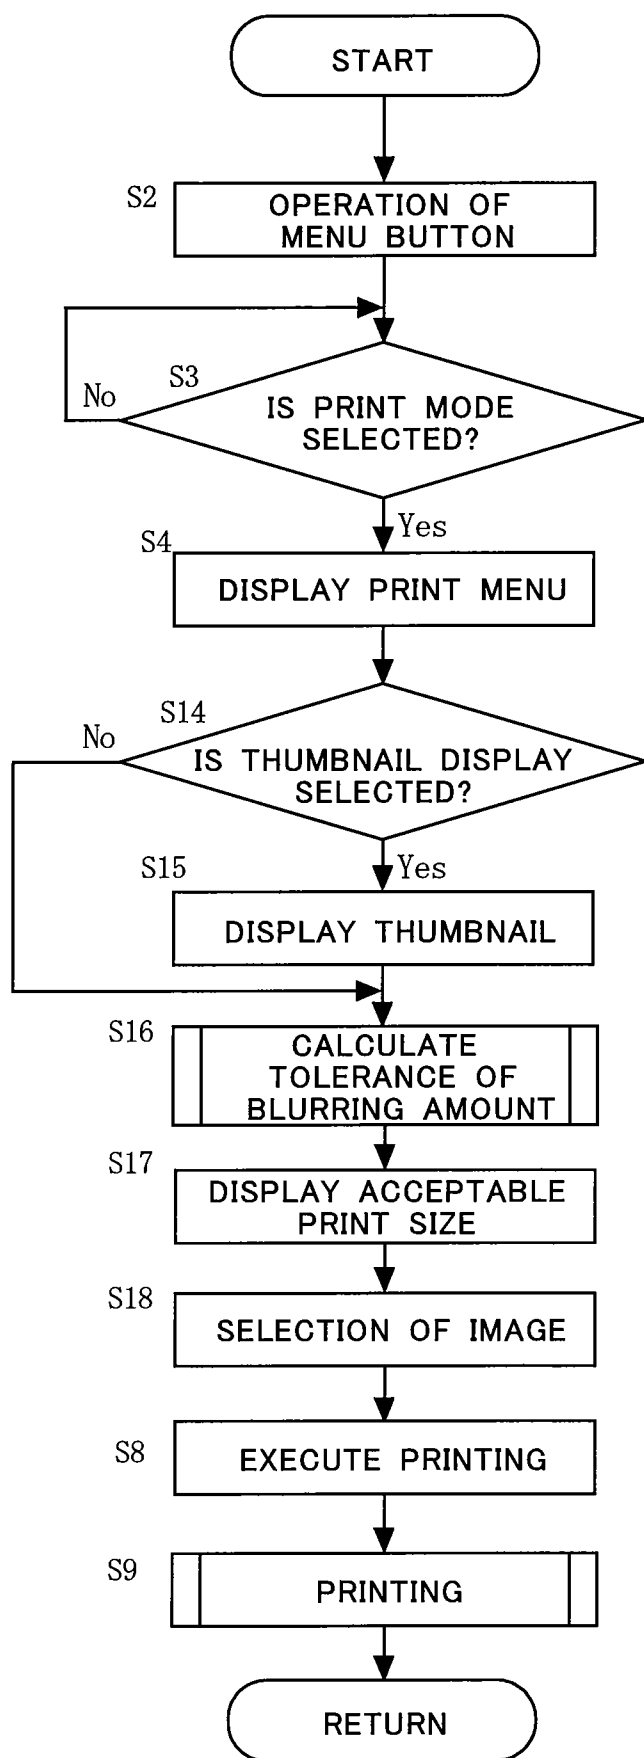 START
S2
OPERATION OF
MENU BUTTON
S3
No
IS PRINT MODE
SELECTED?
Yes
S4
DISPLAY PRINT MENU
S14
No
IS THUMBNAIL DISPLAY
SELECTED?
Yes
S15
DISPLAY THUMBNAIL
S16
CALCULATE
TOLERANCE OF
BLURRING AMOUNT
S17
DISPLAY ACCEPTABLE
PRINT SIZE
S18
SELECTION OF IMAGE
S8
EXECUTE PRINTING
S9
PRINTING
RETURN